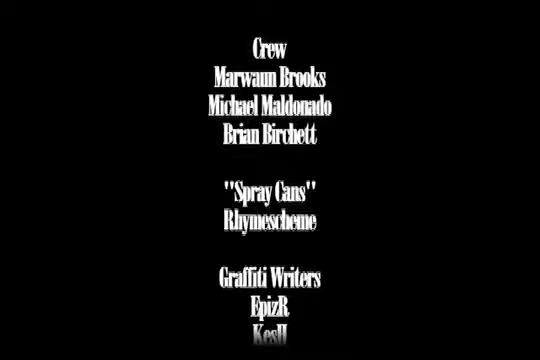 Crew
Marwaun Brooks
Michael Maldonado
Brian Birchett
"Spray Cans"
Rhymescheme
Graffiti Writers
EpizR